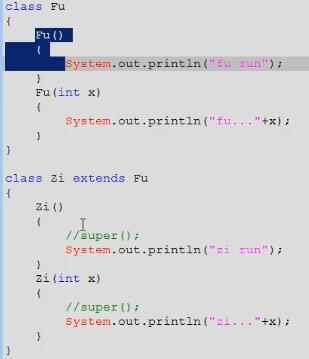 class Fu
{
    Fu()
    {
        System.out.println("fu run");
    }
    Fu(int x)
    {
        System.out.println("fu..."+x);
    }
}
class Zi extends Fu
{
    Zi()
    {
        //super();
        System.out.println("zi run");
    }
    Zi(int x)
    {
        //super();
        System.out.println("zi..."+x);
    }
}